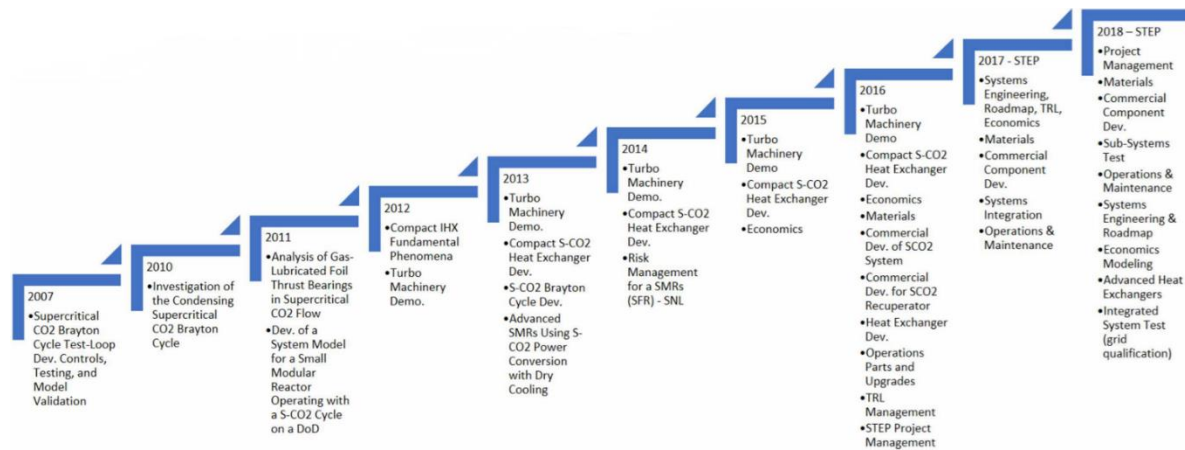 2007
•Supercritical
CO2 Brayton
Cycle Test-Loop
Dev. Controls,
Testing, and
Model
Validation
2010
•Investigation of
the Condensing
Supercritical
CO2 Brayton
Cycle
2011
•Analysis of Gas-
Lubricated Foil
Thrust Bearings
in Supercritical
CO2 Flow
•Dev. of a
System Model
for a Small
Modular
Reactor
Operating with
a S-CO2 Cycle
on a DoD
2012
•Compact IHX
Fundamental
Phenomena
•Turbo
Machinery
Demo.
2013
•Turbo
Machinery
Demo.
•Compact S-CO2
Heat Exchanger
Dev.
•S-CO2 Brayton
Cycle Dev.
•Advanced
SMRs Using S-
CO2 Power
Conversion
with Dry
Cooling
2014
•Turbo
Machinery
Demo.
•Compact S-CO2
Heat Exchanger
Dev.
•Risk
Management
for a SMRs
(SFR) - SNL
2015
•Turbo
Machinery
Demo
•Compact S-CO2
Heat Exchanger
Dev.
•Economics
2016
•Turbo
Machinery
Demo
•Compact S-CO2
Heat Exchanger
Dev.
•Economics
•Materials
•Commercial
Dev. of SCO2
System
•Commercial
Dev. for SCO2
Recuperator
•Heat Exchanger
Dev.
•Operations
Parts and
Upgrades
•TRL
Management
•STEP Project
Management
2017 - STEP
•Systems
Engineering,
Roadmap, TRL,
Economics
•Materials
•Commercial
Component
Dev.
•Systems
Integration
•Operations &
Maintenance
2018 – STEP
•Project
Management
•Materials
•Commercial
Component
Dev.
•Sub-Systems
Test
•Operations &
Maintenance
•Systems
Engineering &
Roadmap
•Economics
Modeling
•Advanced Heat
Exchangers
•Integrated
System Test
(grid
qualification)